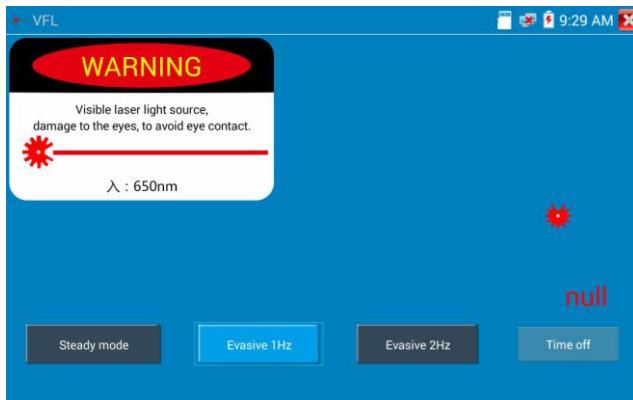 VFL
9:29 AM
WARNING
Visible laser light source,
damage to the eyes, to avoid eye contact.
入 : 650nm
null
Steady mode
Evasive 1Hz
Evasive 2Hz
Time off